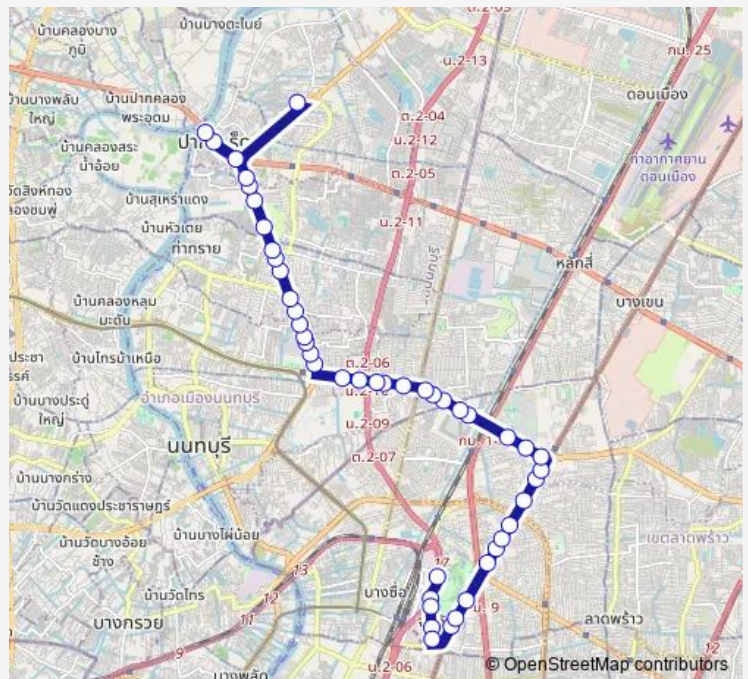 บ้านคลองบาง
ภูมิ
บ้านบางตะไนย์
น.2-13
กม. 25
ดอนเมือง
บ้านบางพลับ
ใหญ่
บ้านปากคลอง
พระอุดม
ต.2-04
น.2-12
ท่าอากาศยาน
ดอนเมือง
บ้านคลองสระ
น้ำอ้อย
ต.2-05
บ้านสุเหร่าแดง
น.2-11
บ้านหัวเตย
ท่าทราย
หลักสี่
บางเขน
บ้านคลองหลุม
มะดัน
บ้านไทรม้าเหนือ
ต.2-06
บ้านบางประดู่
ใหญ่
อำเภอเมืองนนทบุรี
น.2-09
นนทบุรี
ต.2-07
บ้านบางกร่าง
บ้านวัดแดงประชาราษฎร์
บ้านวัดบางอ้อย
ช้าง
บ้านบางไผ่น้อย
เขตลาดพร้าว
13
17
12
11
บ้านวัดไทร
บางซื่อ
น. 9
บางกรวย
ลาดพร้าว
9
12
น.2-06
บางพลัด
© OpenStreetMap contributors